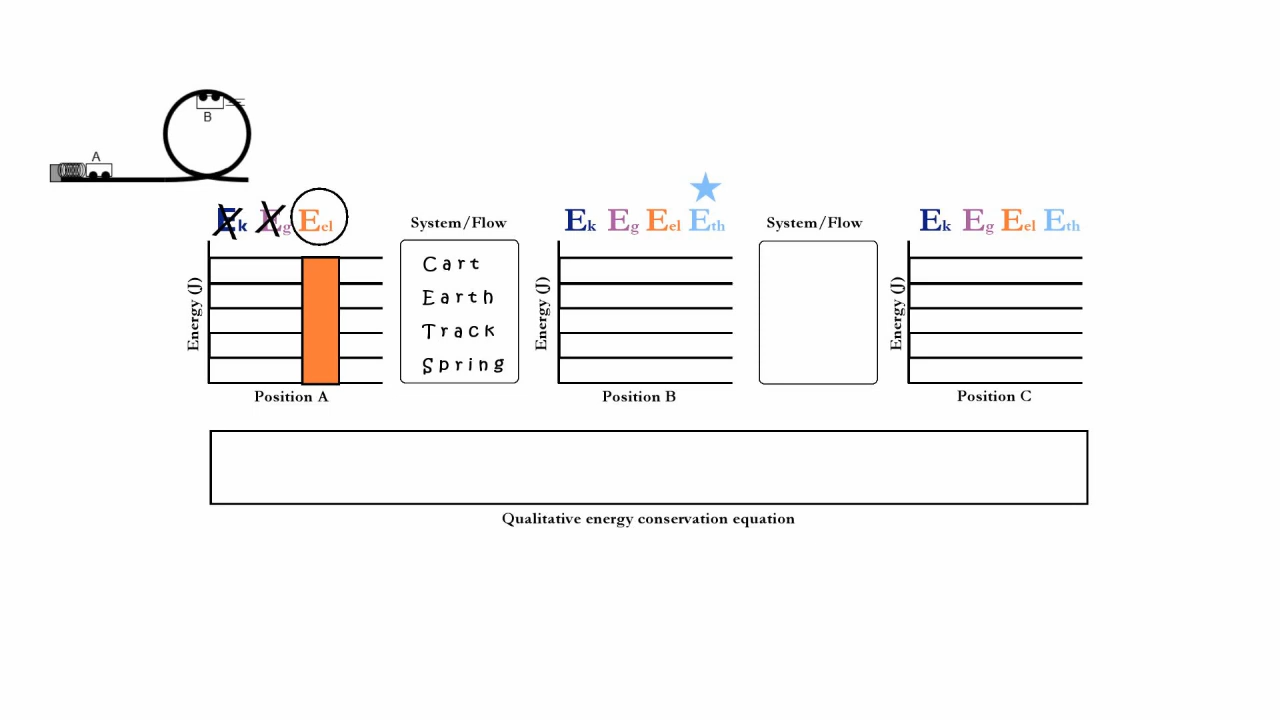 B
A
Ek Eg Eel
System/Flow
Ek Eg Eel Eth
System/Flow
Ek Eg Eel Eth
Energy (J)
Cart
Earth
Track
Spring
Energy (J)
Energy (J)
Position A
Position B
Position C
Qualitative energy conservation equation